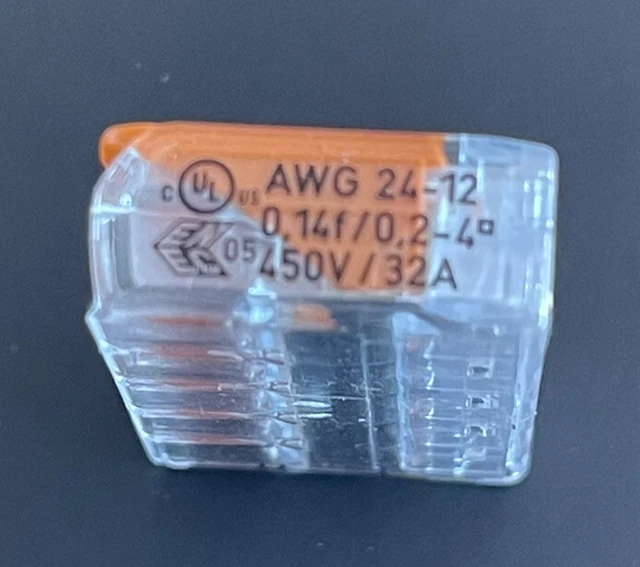 c UL us AWG 24-12
0,14f/0,2-4▫
05 450V/32A